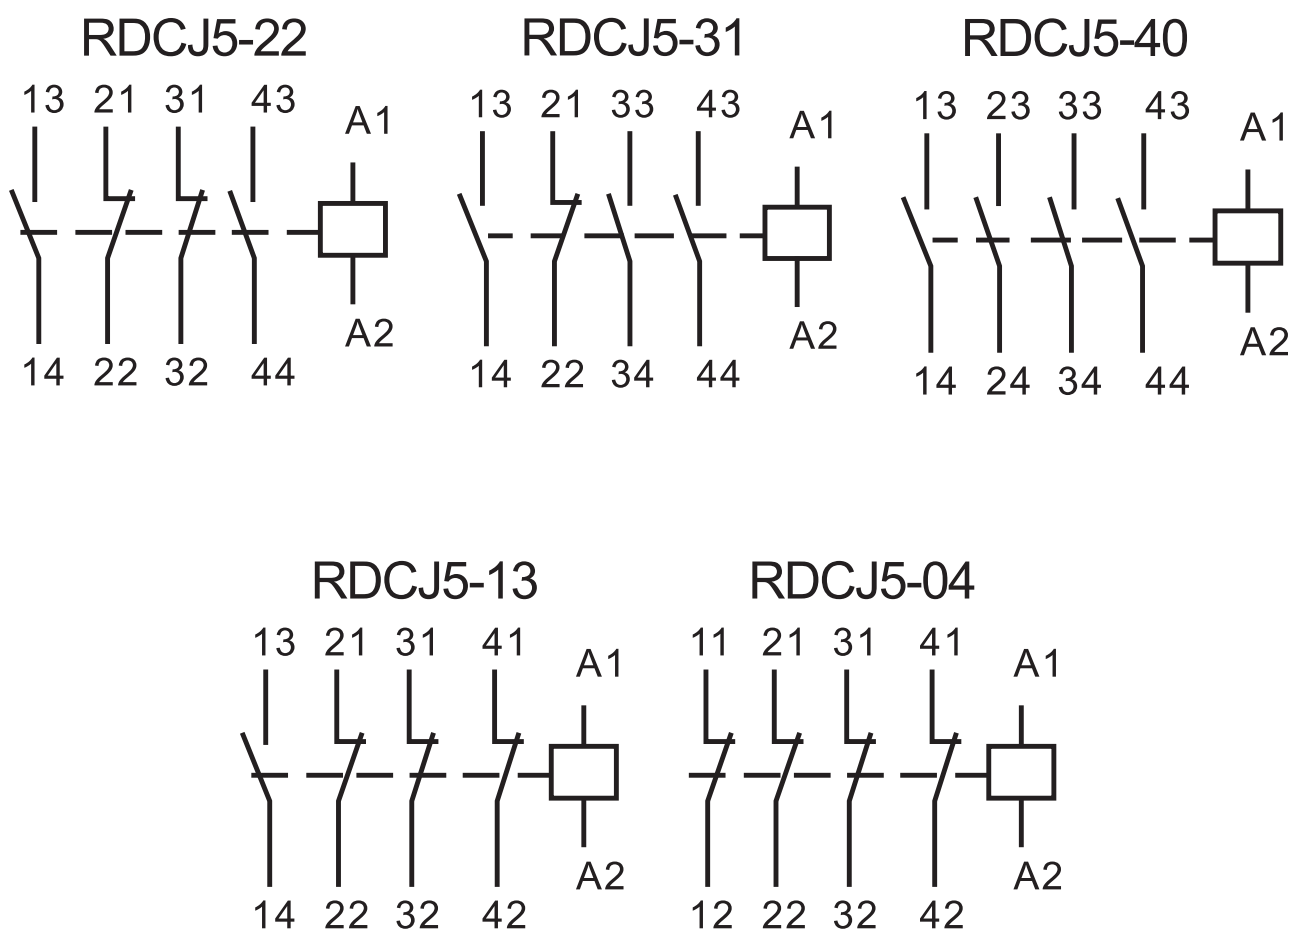 RDCJ5-22
13 21 31 43
A1
A2
14 22 32 44
RDCJ5-31
13 21 33 43
A1
A2
14 22 34 44
RDCJ5-40
13 23 33 43
A1
A2
14 24 34 44
RDCJ5-13
13 21 31 41
A1
A2
14 22 32 42
RDCJ5-04
11 21 31 41
A1
A2
12 22 32 42